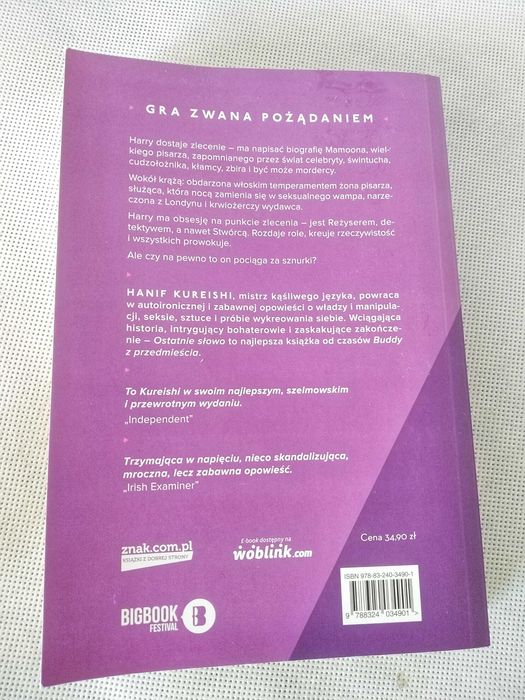 GRA ZWANA POŻĄDANIEM
Harry dostaje zlecenie – ma napisać biografię Mamoona, wiel-
kiego pisarza, zapomnianego przez świat celebryty, świntucha,
cudzołożnika, kłamcy, zbira i być może mordercy.
Wokół krążą: obdarzona włoskim temperamentem żona pisarza,
służąca, która nocą zamienia się w seksualnego wampa, narze-
czona z Londynu i krwiożerczy wydawca.
Harry ma obsesję na punkcie zlecenia – jest Reżyserem, de-
tektywem, a nawet Stwórcą. Rozdaje role, kreuje rzeczywistość
i wszystkich prowokuje.
Ale czy na pewno to on pociąga za sznurki?
HANIF KUREISHI, mistrz kąśliwego języka, powraca
w autoironicznej i zabawnej opowieści o władzy i manipula-
cji, seksie, sztuce i próbie wykreowania siebie. Wciągająca
historia, intrygujący bohaterowie i zaskakujące zakończe-
nie – Ostatnie słowo to najlepsza książka od czasów Buddy
z przedmieścia.
To Kureishi w swoim najlepszym, szelmowskim
i przewrotnym wydaniu.
„Independent”
Trzymająca w napięciu, nieco skandalizująca,
mroczna, lecz zabawna opowieść.
„Irish Examiner”
znak.com.pl
KSIĄŻKI Z DOBREJ STRONY
E-book dostępny na
woblink.com
Cena 34,90 zł
BIGBOOK
FESTIVAL
B
ISBN 978-83-240-3490-1
9 788324 034901 >